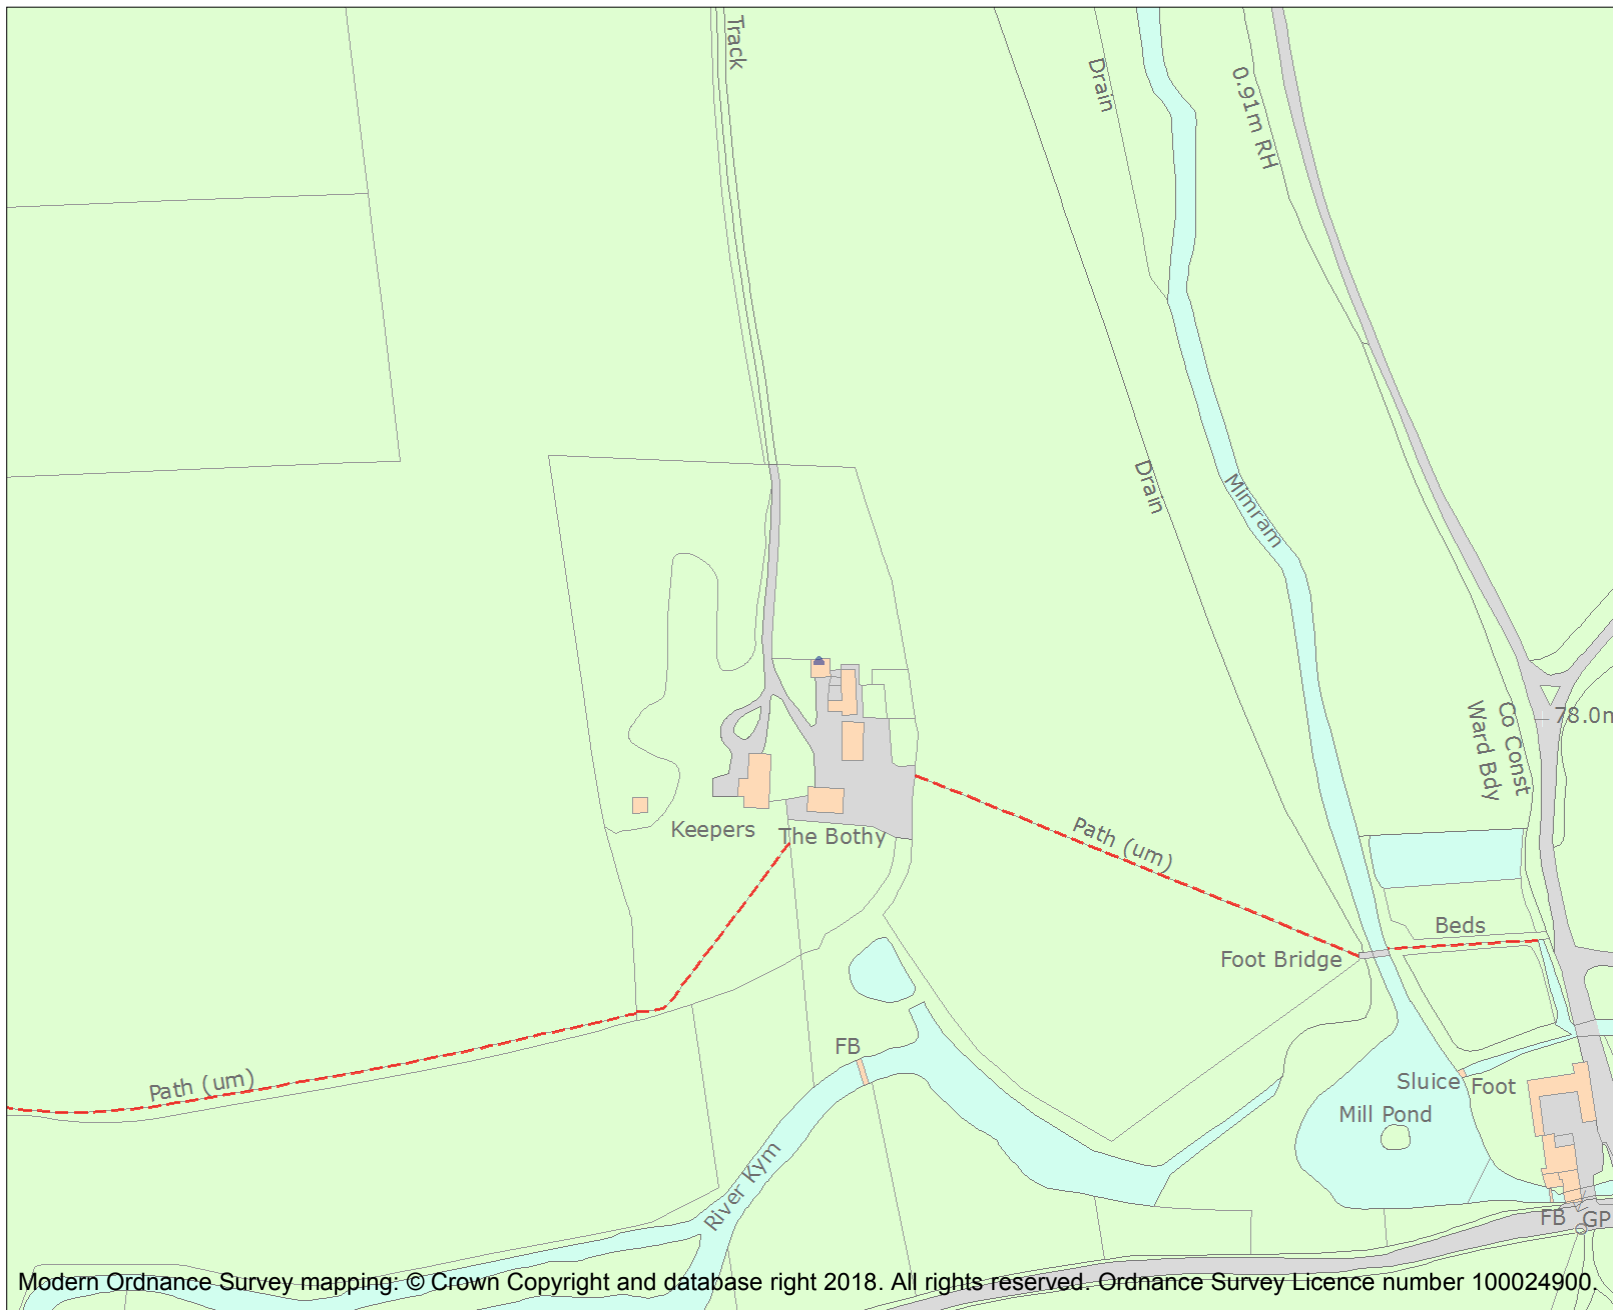 Track
Drain
0.91m RH
Drain
Mimram
Co Const
Ward Bdy
78.0m
Keepers
The Bothy
Path (um)
Beds
Foot Bridge
FB
Path (um)
Sluice
Foot
Mill Pond
River Kym
FB
GP
Modern Ordnance Survey mapping: © Crown Copyright and database right 2018. All rights reserved. Ordnance Survey Licence number 100024900.